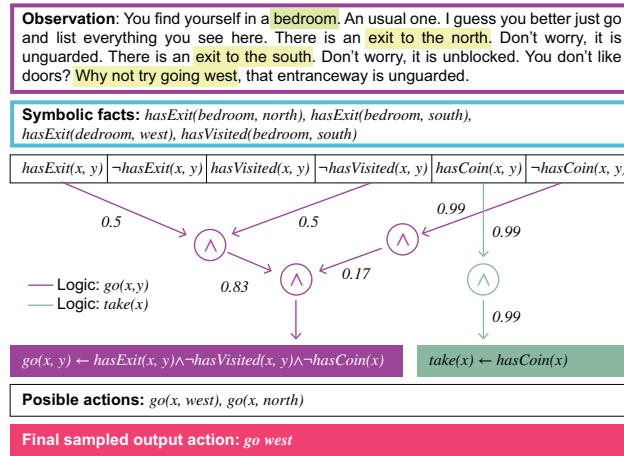 Observation: You find yourself in a bedroom. An usual one. I guess you better just go
and list everything you see here. There is an exit to the north. Don't worry, it is
unguarded. There is an exit to the south. Don't worry, it is unblocked. You don't like
doors? Why not try going west, that entranceway is unguarded.
Symbolic facts: hasExit(bedroom, north), hasExit(bedroom, south),
hasExit(dedroom, west), hasVisited(bedroom, south)
hasExit(x, y) ¬hasExit(x, y) hasVisited(x, y) ¬hasVisited(x, y) hasCoin(x, y) ¬hasCoin(x, y)
0.5 0.5 0.99
0.99
∧ ∧
0.83 ∧ 0.17 ∧
Logic: go(x,y)
Logic: take(x)
0.99
go(x, y) ← hasExit(x, y)∧¬hasVisited(x, y)∧¬hasCoin(x) take(x) ← hasCoin(x)
Posible actions: go(x, west), go(x, north)
Final sampled output action: go west